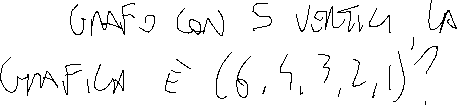 GRAFO CON 5 VERTICI, LA
GRAFICA È (6, 4, 3, 2, 1)?